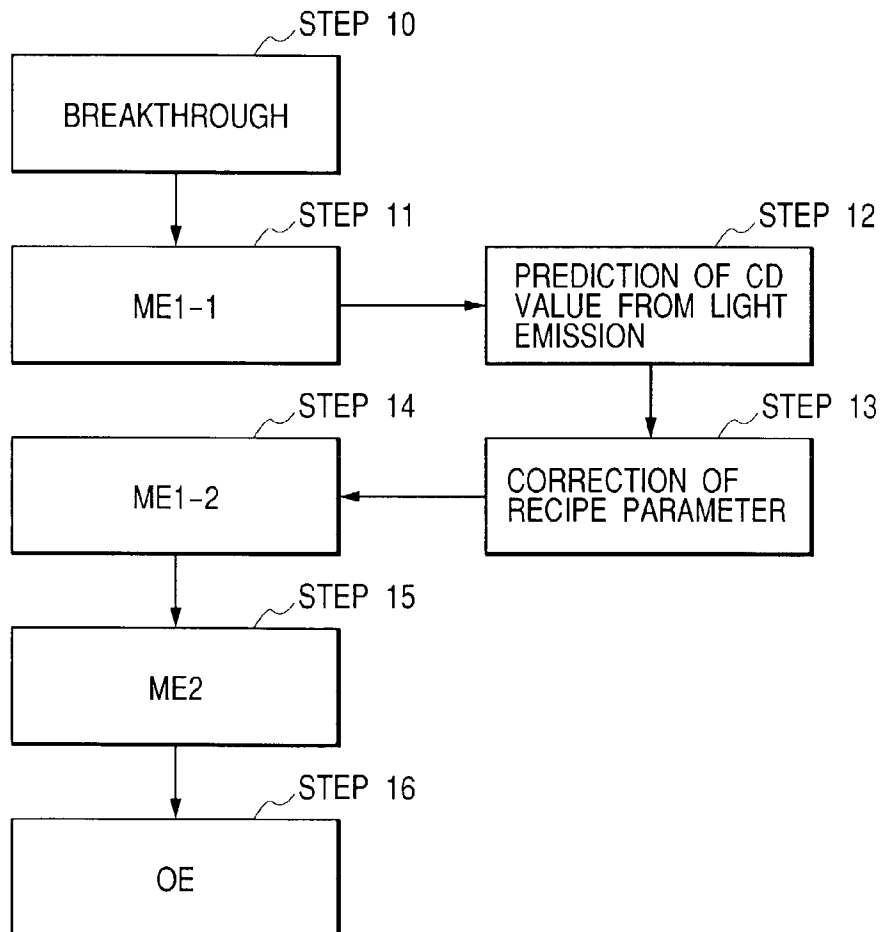 STEP 10
BREAKTHROUGH
STEP 11
ME1-1
STEP 12
PREDICTION OF CD
VALUE FROM LIGHT
EMISSION
STEP 13
CORRECTION OF
RECIPE PARAMETER
STEP 14
ME1-2
STEP 15
ME2
STEP 16
OE